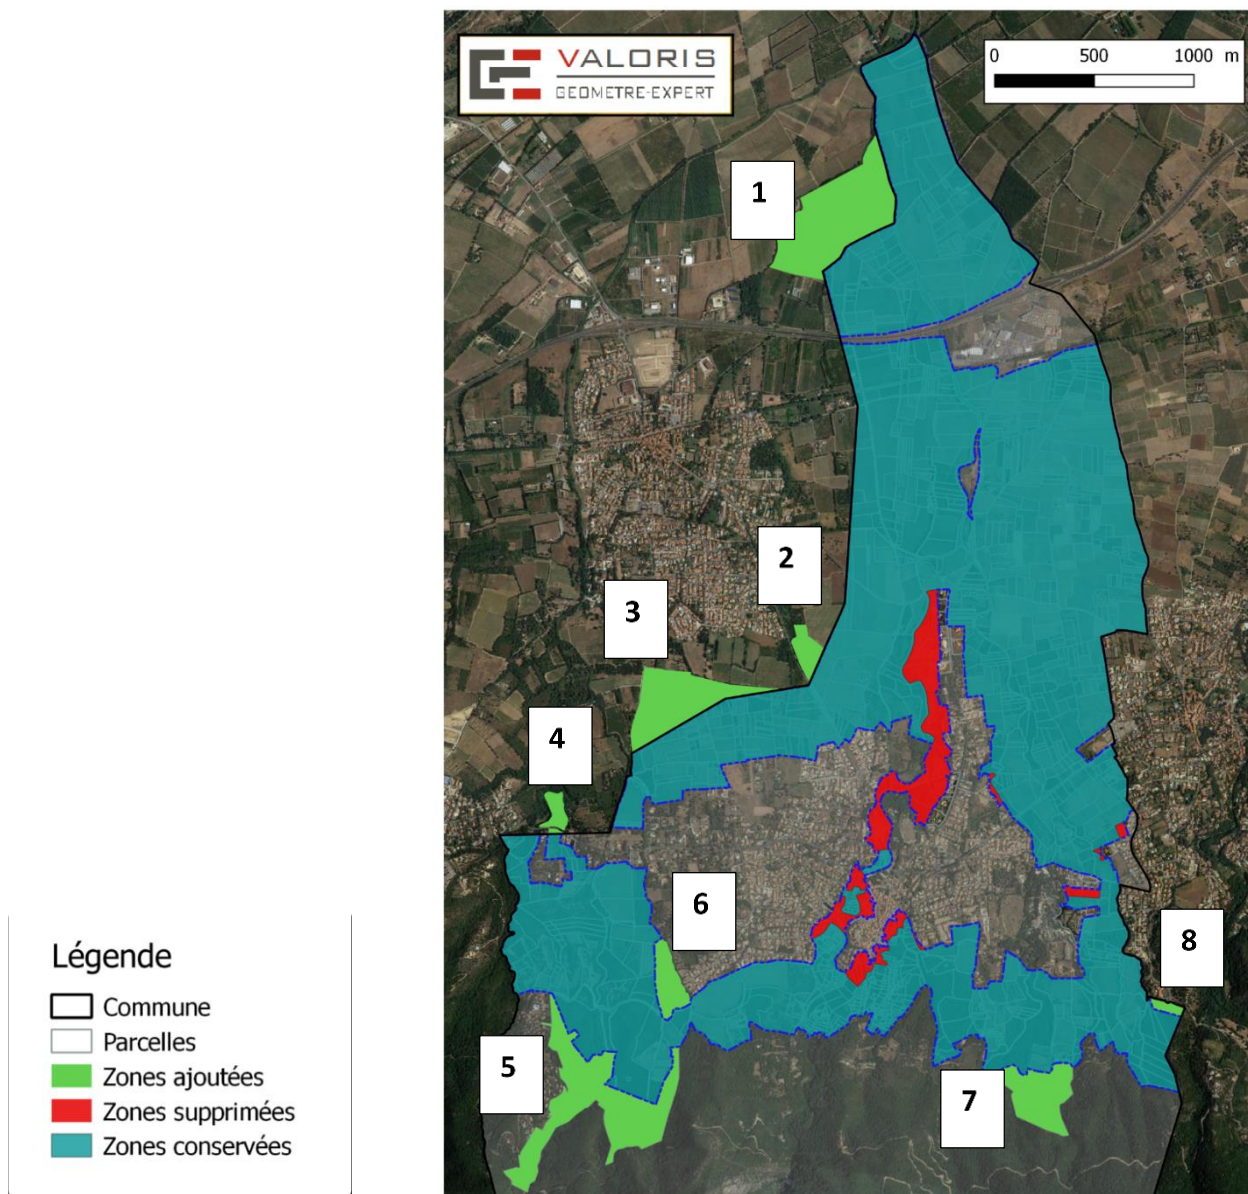 VALORIS
GEOMETRE-EXPERT
0 500 1000 m
1
2
3
4
6
8
5
7
Légende
Commune
Parcelles
Zones ajoutées
Zones supprimées
Zones conservées